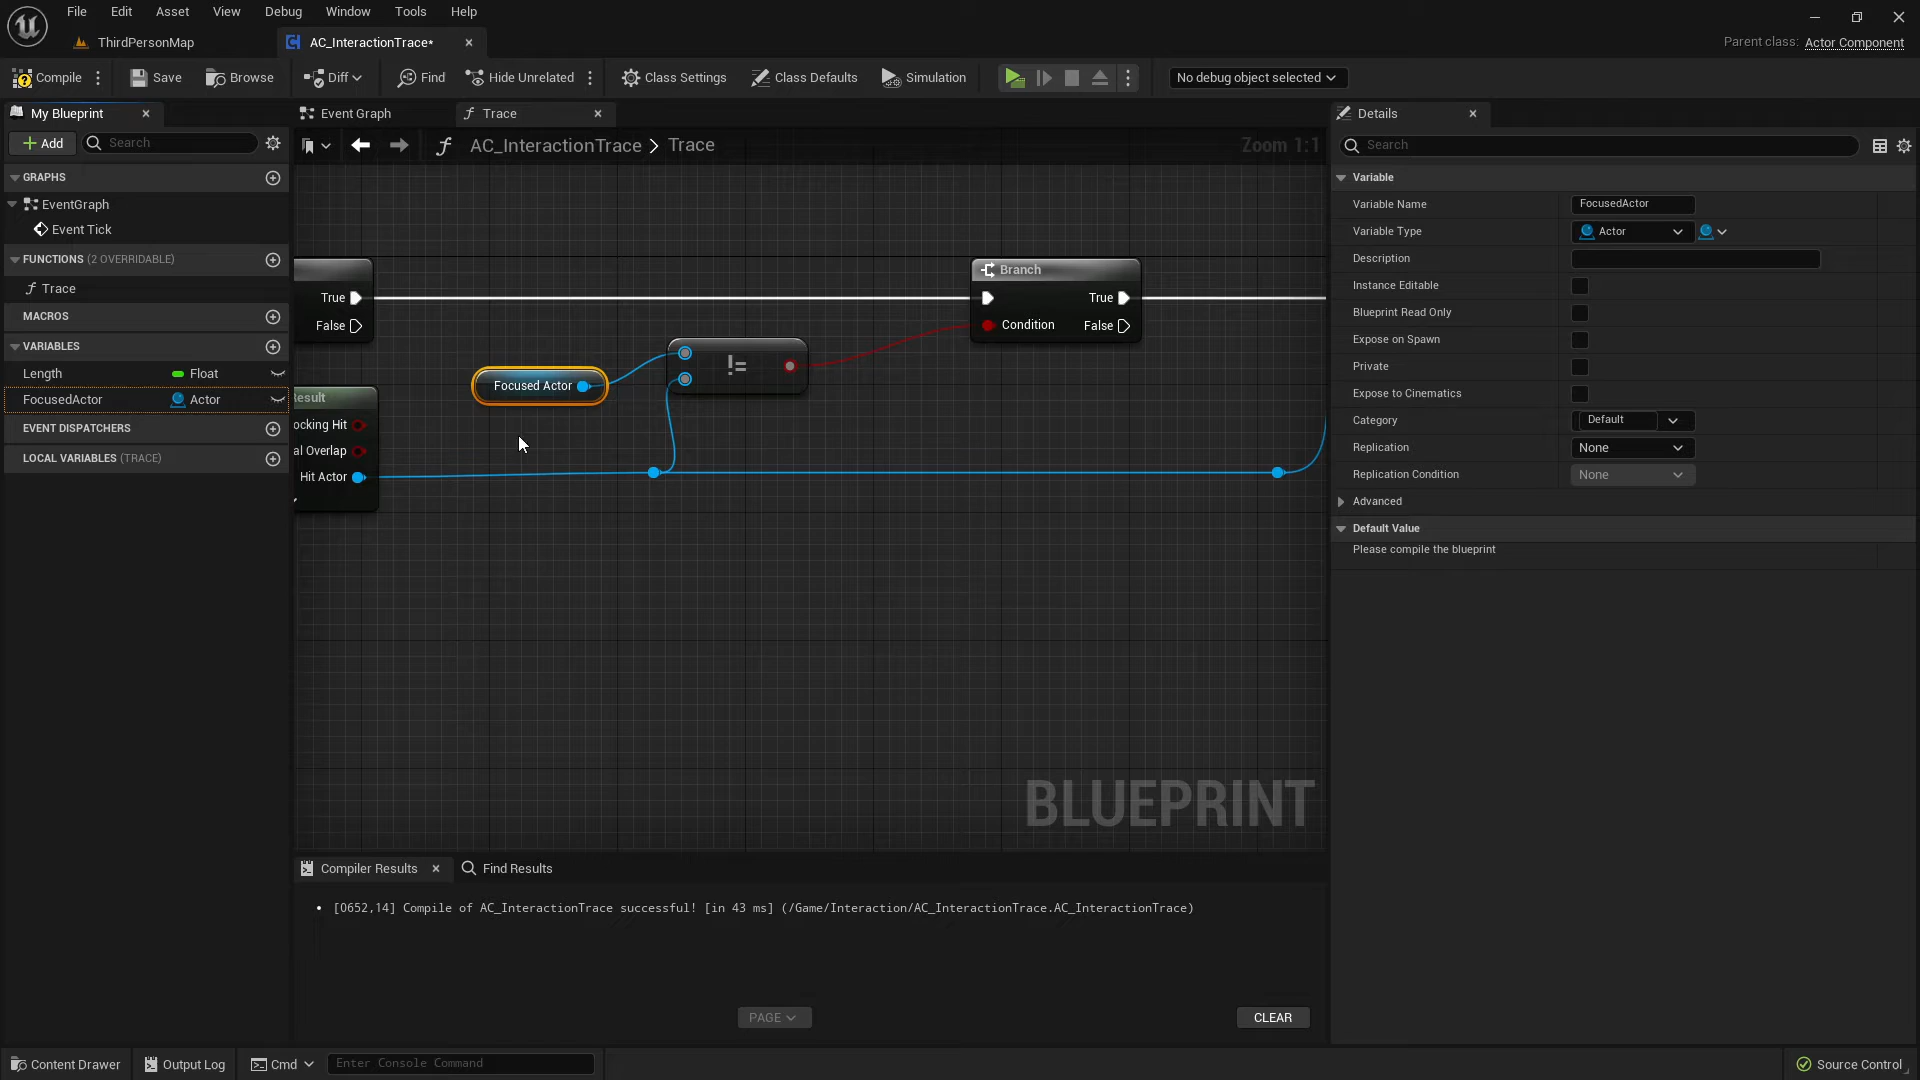 File Edit Asset View Debug Window Tools Help
ThirdPersonMap
AC_InteractionTrace*
Parent class: Actor Component
Compile
Save
Browse
Diff
Find
Hide Unrelated
Class Settings
Class Defaults
Simulation
No debug object selected
My Blueprint
Event Graph
Trace
Details
Add
Search
AC_InteractionTrace > Trace
Zoom 1:1
Search
GRAPHS
EventGraph
Event Tick
FUNCTIONS (2 OVERRIDABLE)
Trace
MACROS
VARIABLES
Length Float
FocusedActor Actor
EVENT DISPATCHERS
LOCAL VARIABLES (TRACE)
True
False
Branch
True
Condition
False
Focused Actor
!=
esult
ocking Hit
al Overlap
Hit Actor
BLUEPRINT
Variable
Variable Name FocusedActor
Variable Type Actor
Description
Instance Editable
Blueprint Read Only
Expose on Spawn
Private
Expose to Cinematics
Category Default
Replication None
Replication Condition None
Advanced
Default Value
Please compile the blueprint
Compiler Results
Find Results
• [0652,14] Compile of AC_InteractionTrace successful! [in 43 ms] (/Game/Interaction/AC_InteractionTrace.AC_InteractionTrace)
PAGE
CLEAR
Content Drawer
Output Log
Cmd
Enter Console Command
Source Control